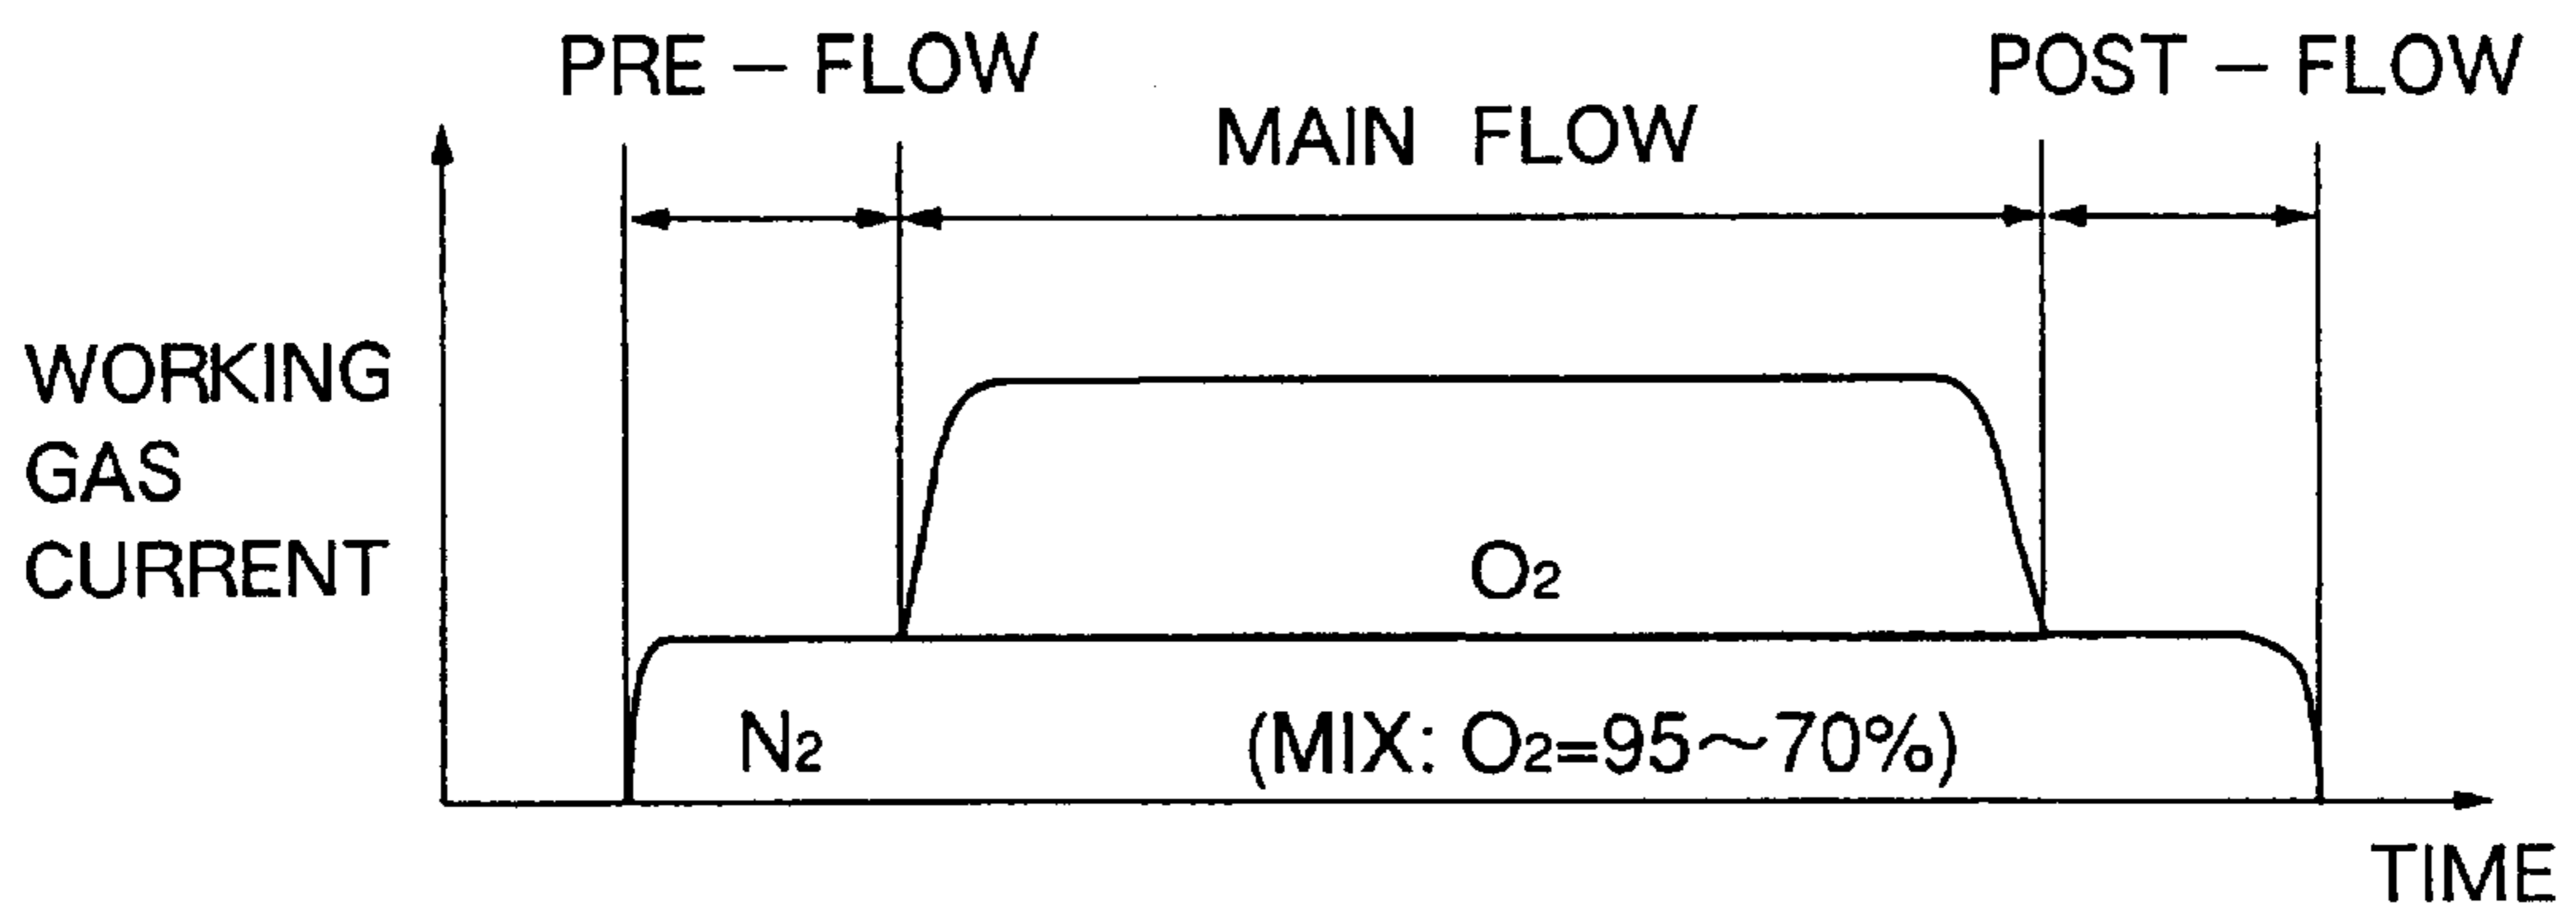 PRE – FLOW
POST – FLOW
MAIN FLOW
WORKING
GAS
CURRENT
O2
N2
(MIX: O2=95～70%)
TIME